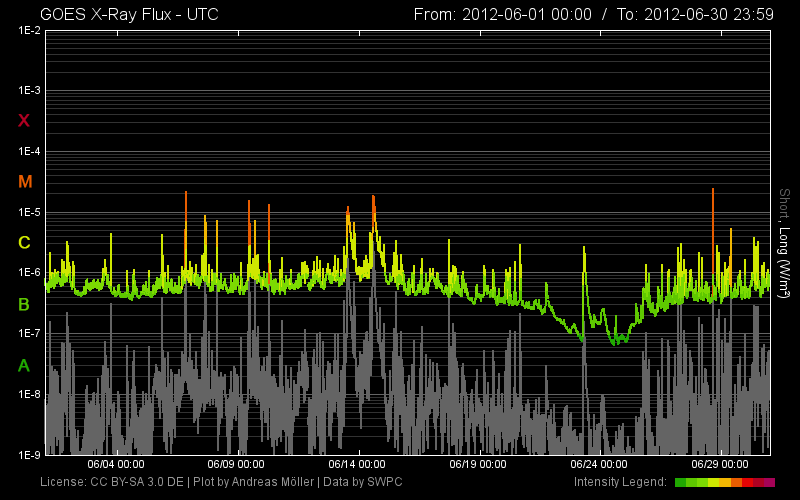 GOES X-Ray Flux - UTC From: 2012-06-01 00:00 / To: 2012-06-30 23:59
1E-2
1E-3
X
1E-4
M
1E-5
C
1E-6
B
1E-7
A
1E-8
1E-9
Short, Long (W/m²)
06/04 00:00 06/09 00:00 06/14 00:00 06/19 00:00 06/24 00:00 06/29 00:00
License: CC BY-SA 3.0 DE | Plot by Andreas Möller | Data by SWPC Intensity Legend: